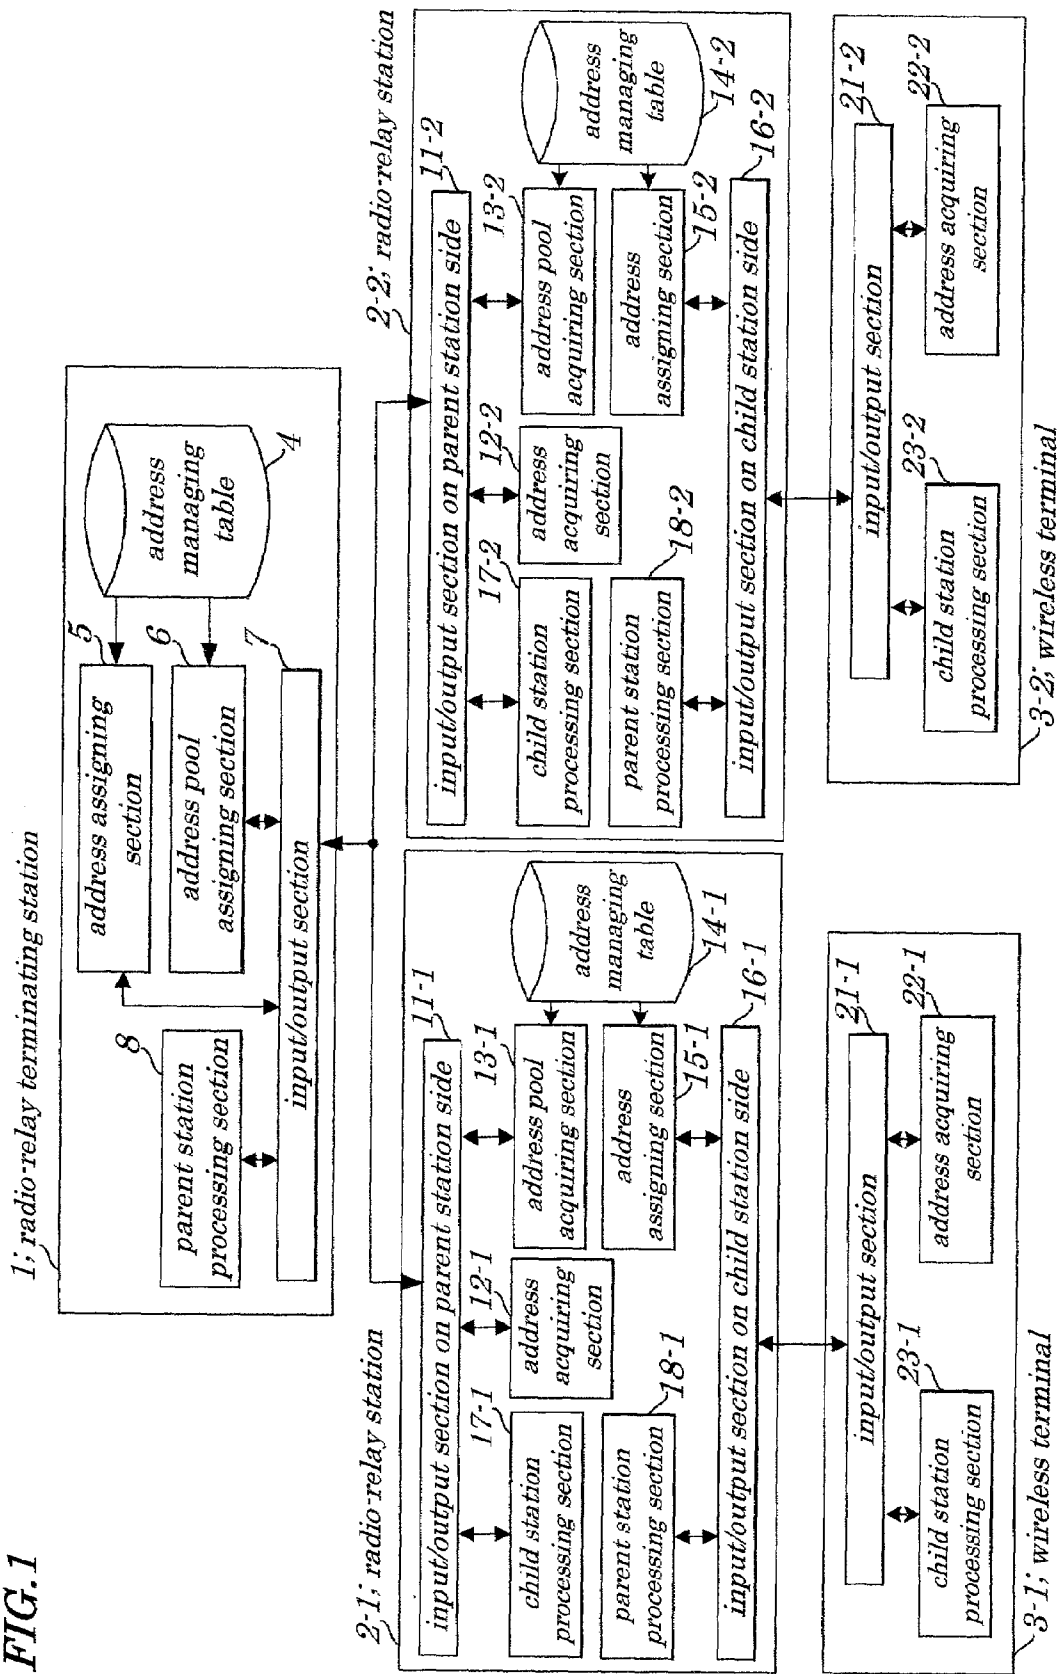 FIG.1
1; radio-relay terminating station
8
parent station
processing section
address assigning
section
5
address pool
assigning section
6
address
managing
table
4
input/output section
7
2-1; radio-relay station
input/output section on parent station side
11-1
17-1
child station
processing section
12-1
address
acquiring
section
13-1
address pool
acquiring section
address
managing
table
14-1
parent station
processing section
18-1
address
assigning section
15-1
input/output section on child station side
16-1
2-2; radio-relay station
input/output section on parent station side
11-2
17-2
child station
processing section
12-2
address
acquiring
section
13-2
address pool
acquiring section
address
managing
table
14-2
parent station
processing section
18-2
address
assigning section
15-2
input/output section on child station side
16-2
input/output section
21-1
child station
processing section
23-1
address acquiring
section
22-1
3-1; wireless terminal
input/output section
21-2
child station
processing section
23-2
address acquiring
section
22-2
3-2; wireless terminal